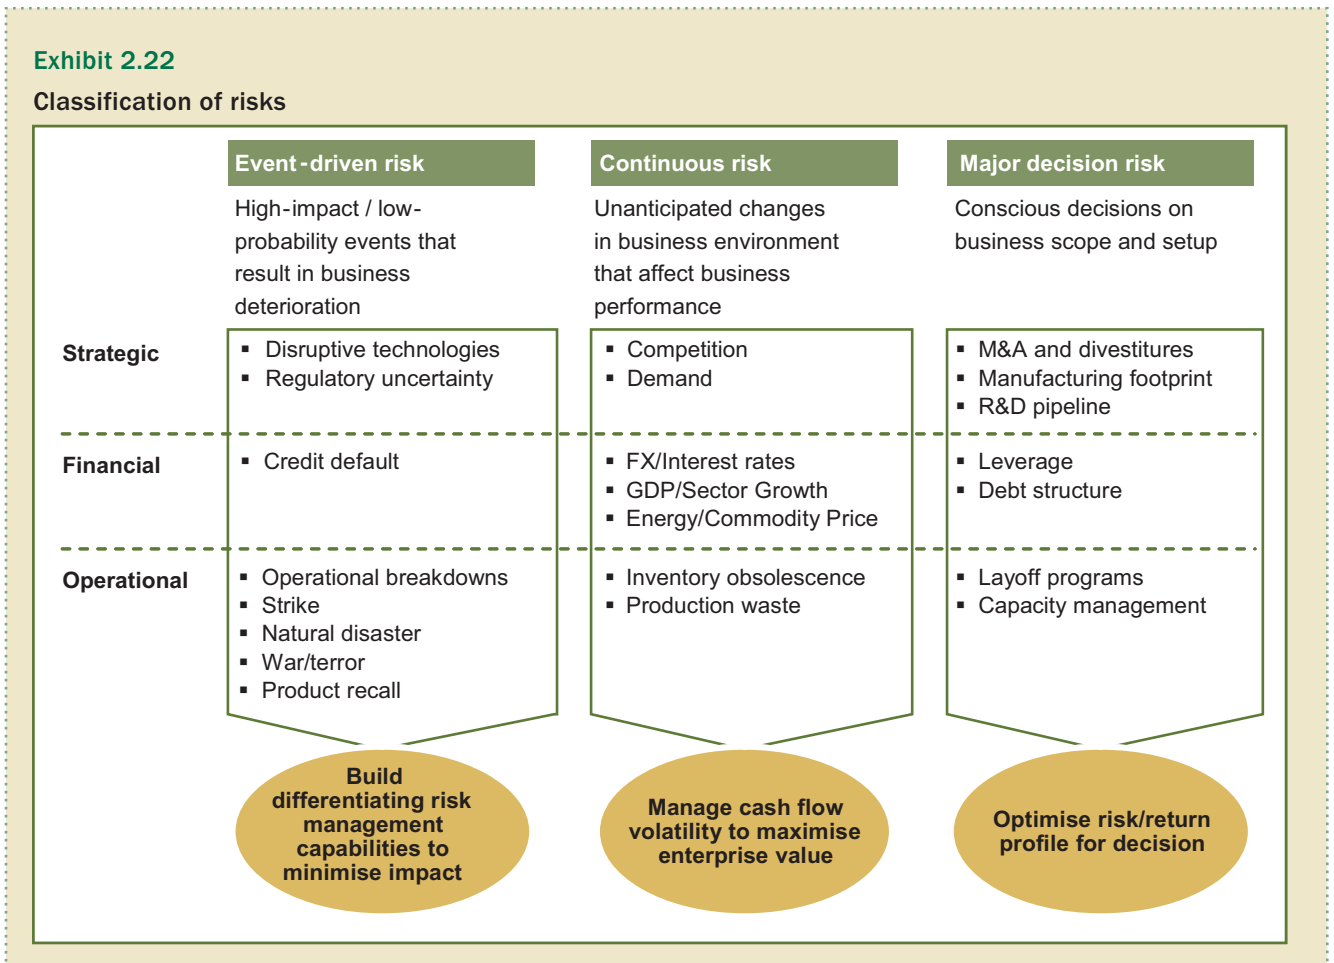 Exhibit 2.22
Classification of risks
Event-driven risk
High-impact / low-
probability events that
result in business
deterioration
Continuous risk
Unanticipated changes
in business environment
that affect business
performance
Major decision risk
Conscious decisions on
business scope and setup
Strategic
▪ Disruptive technologies
▪ Regulatory uncertainty
▪ Competition
▪ Demand
▪ M&A and divestitures
▪ Manufacturing footprint
▪ R&D pipeline
Financial
▪ Credit default
▪ FX/Interest rates
▪ GDP/Sector Growth
▪ Energy/Commodity Price
▪ Leverage
▪ Debt structure
Operational
▪ Operational breakdowns
▪ Strike
▪ Natural disaster
▪ War/terror
▪ Product recall
▪ Inventory obsolescence
▪ Production waste
▪ Layoff programs
▪ Capacity management
Build
differentiating risk
management
capabilities to
minimise impact
Manage cash flow
volatility to maximise
enterprise value
Optimise risk/return
profile for decision